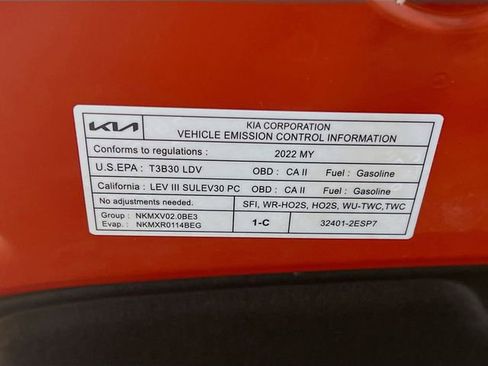 KIA
KIA CORPORATION
VEHICLE EMISSION CONTROL INFORMATION
Conforms to regulations : 2022 MY
U.S.EPA : T3B30 LDV OBD : CA II Fuel : Gasoline
California : LEV III SULEV30 PC OBD : CA II Fuel : Gasoline
No adjustments needed. SFI, WR-HO2S, HO2S, WU-TWC,TWC
Group : NKMXV02.0BE3
Evap. : NKMXR0114BEG
1-C 32401-2ESP7